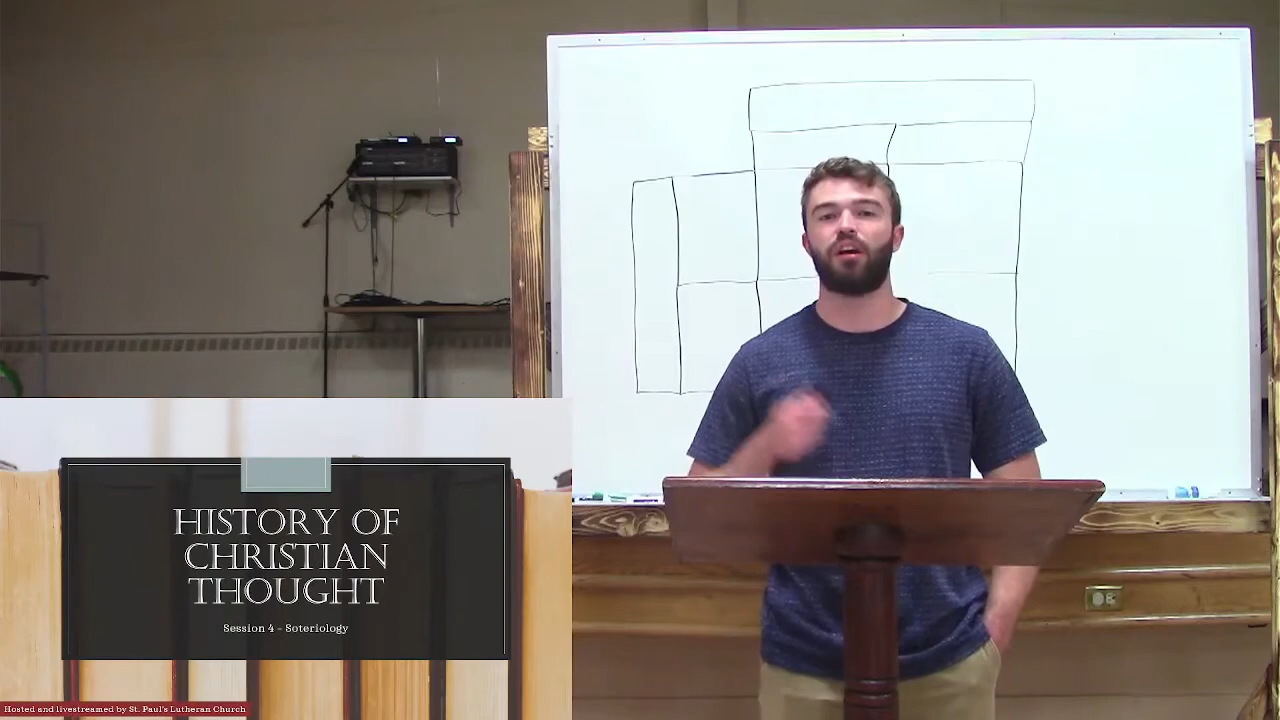 HISTORY OF
CHRISTIAN
THOUGHT
Session 4 – Soteriology
Hosted and livestreamed by St. Paul's Lutheran Church